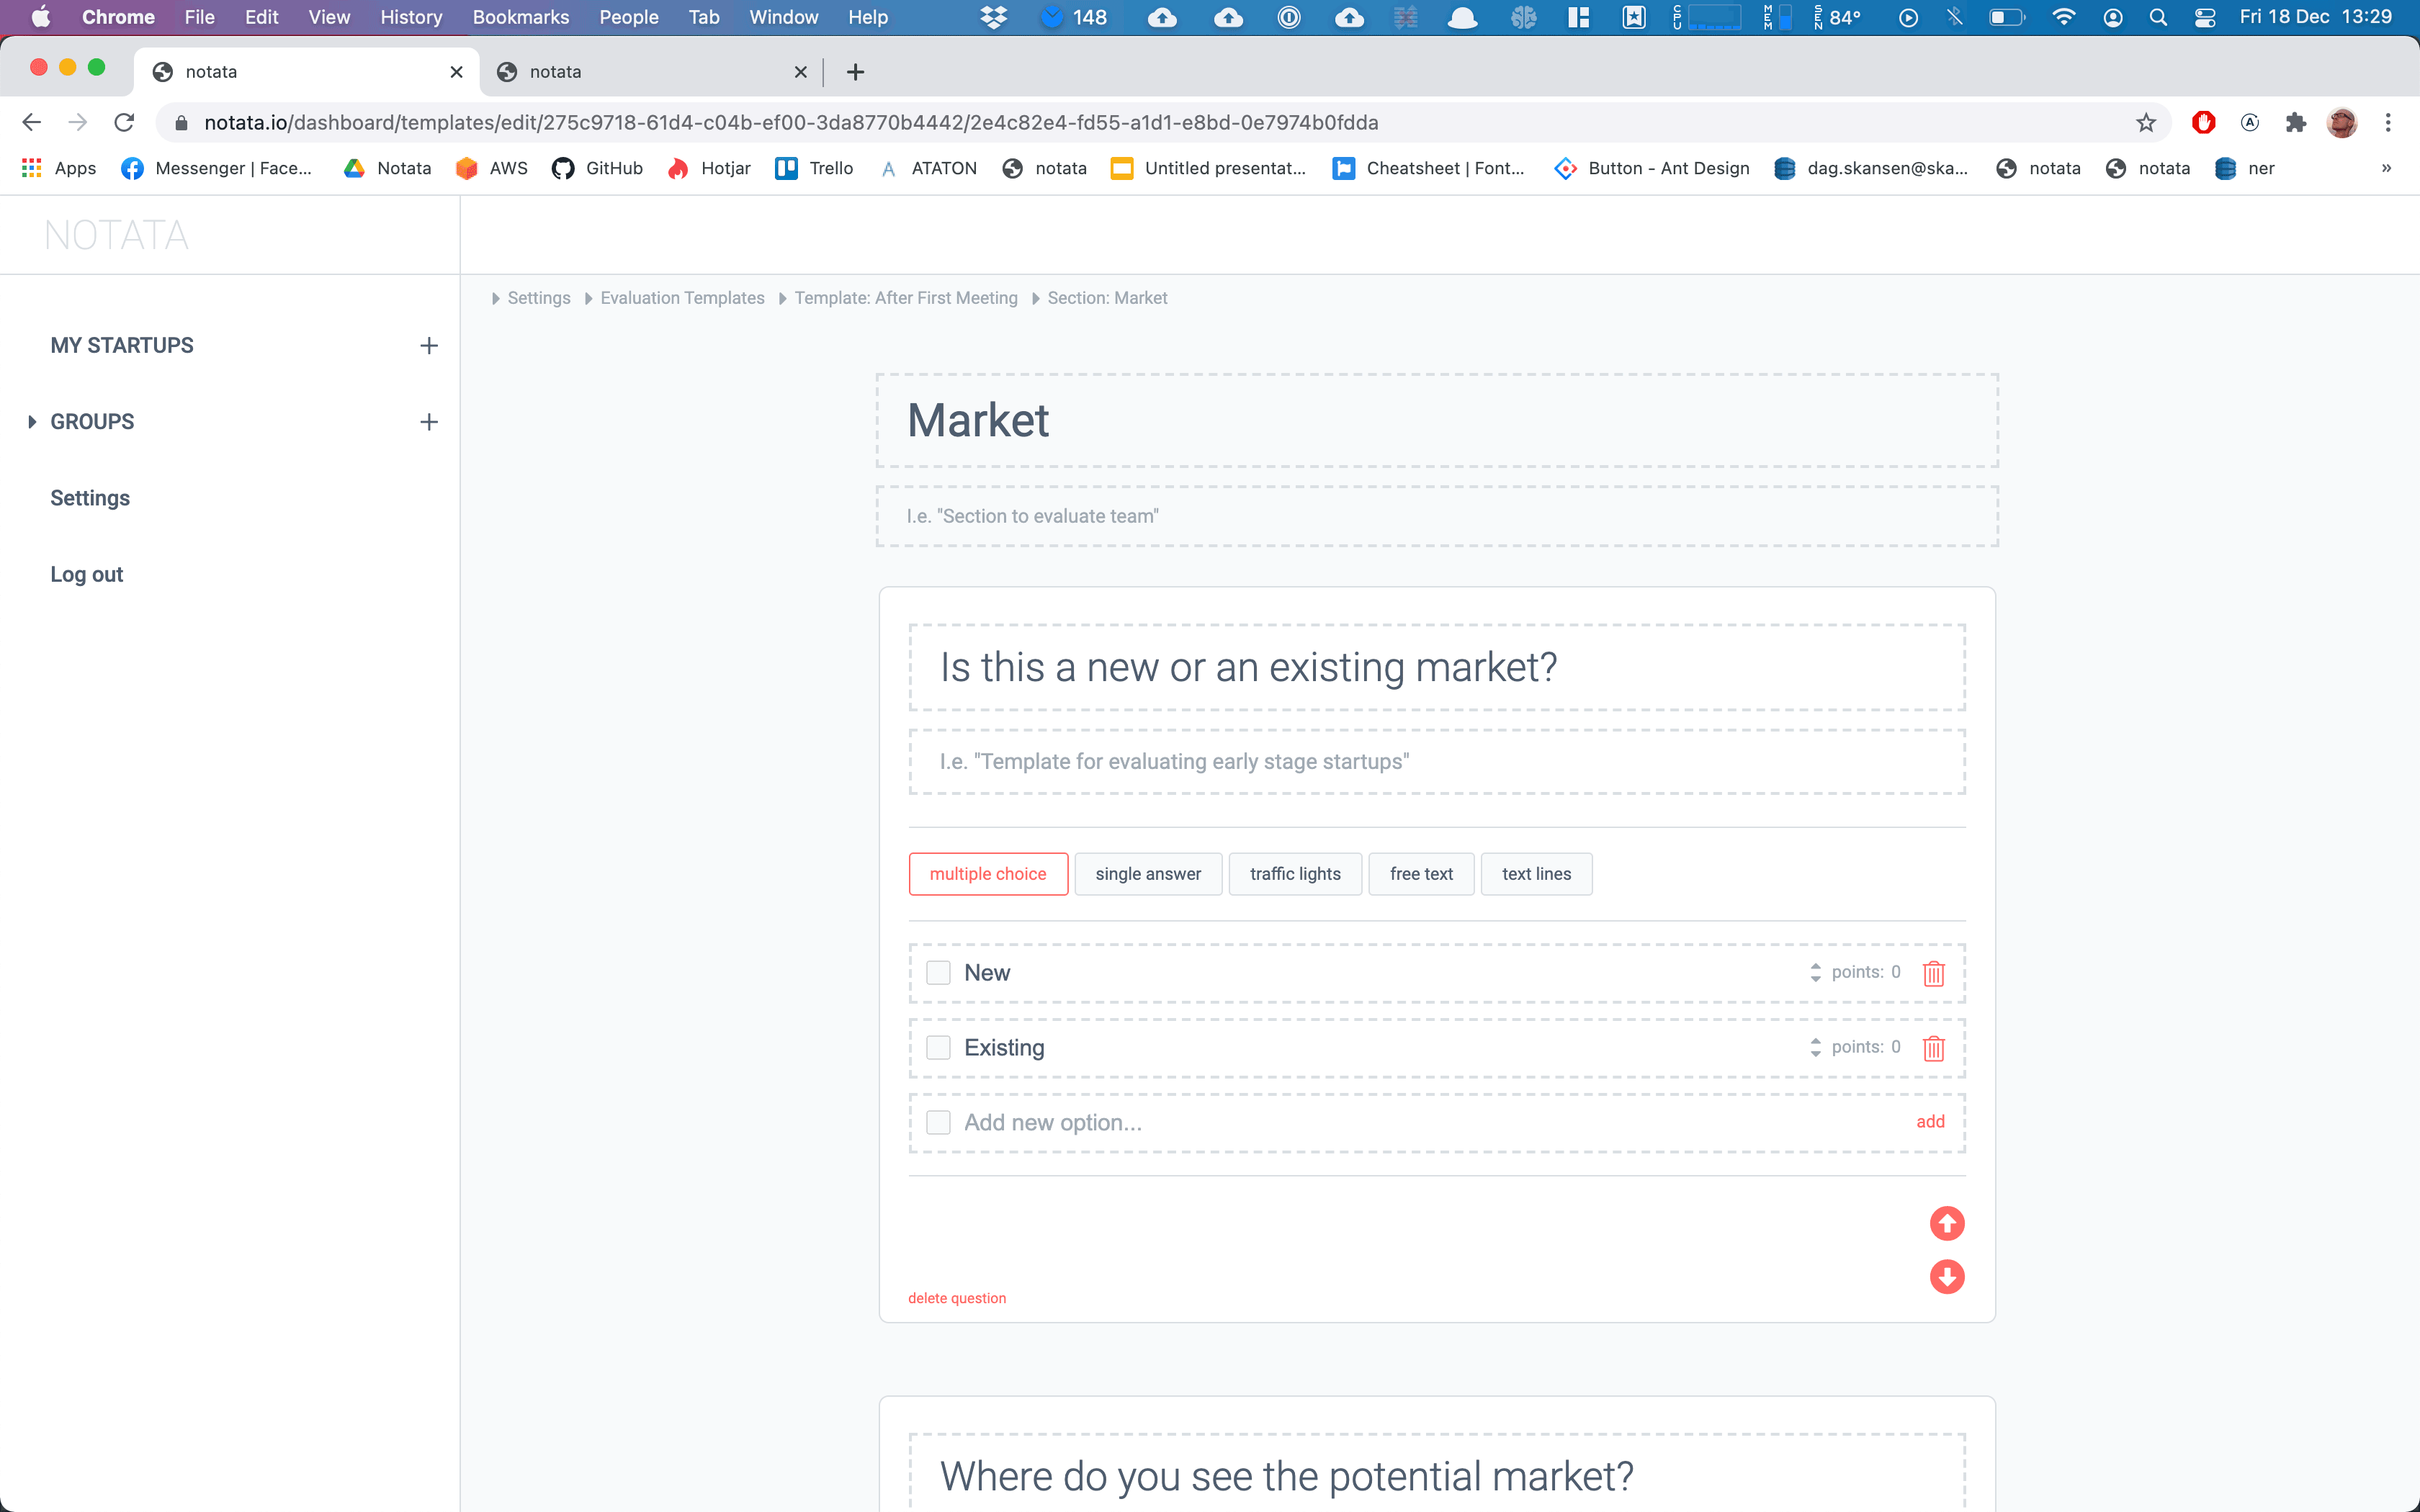 Chrome File Edit View History Bookmarks People Tab Window Help 148 CPU MEM SEN 84° Fri 18 Dec 13:29
notata notata
notata.io/dashboard/templates/edit/275c9718-61d4-c04b-ef00-3da8770b4442/2e4c82e4-fd55-a1d1-e8bd-0e7974b0fdda
Apps Messenger | Face... Notata AWS GitHub Hotjar Trello ATATON notata Untitled presentat... Cheatsheet | Font... Button - Ant Design dag.skansen@ska... notata notata ner »
NOTATA
Settings Evaluation Templates Template: After First Meeting Section: Market
MY STARTUPS
GROUPS
Settings
Log out
Market
I.e. "Section to evaluate team"
Is this a new or an existing market?
I.e. "Template for evaluating early stage startups"
multiple choice single answer traffic lights free text text lines
New points: 0
Existing points: 0
Add new option... add
delete question
Where do you see the potential market?